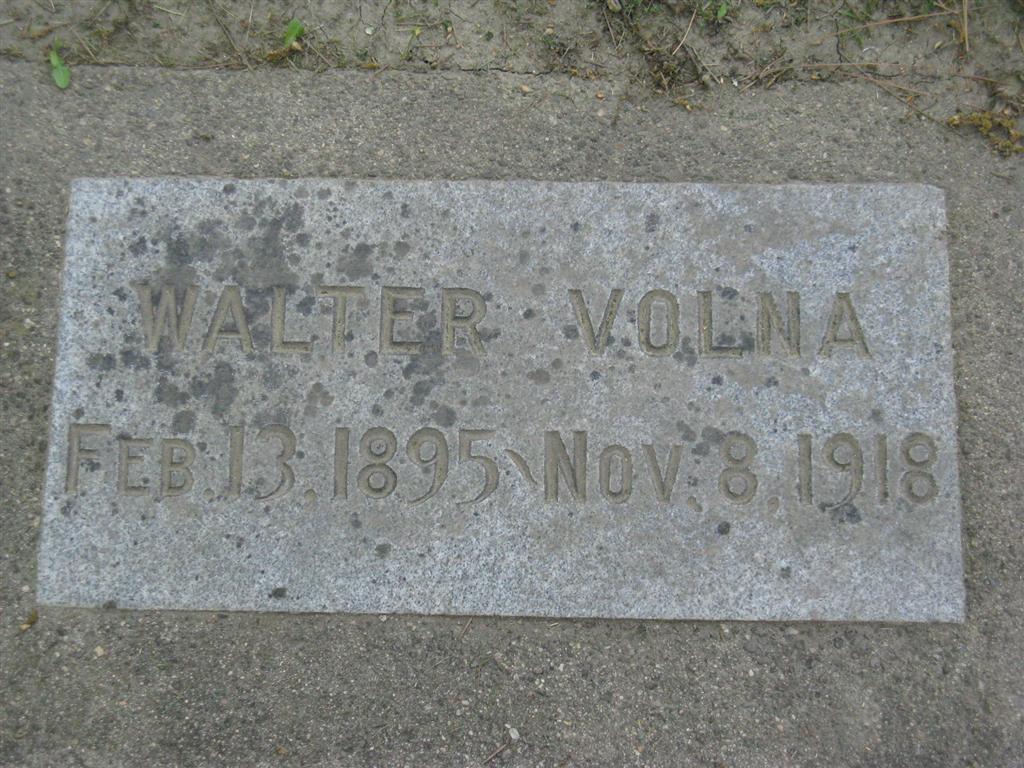 WALTER VOLNA
FEB. 13. 1895 - NOV. 8. 1918